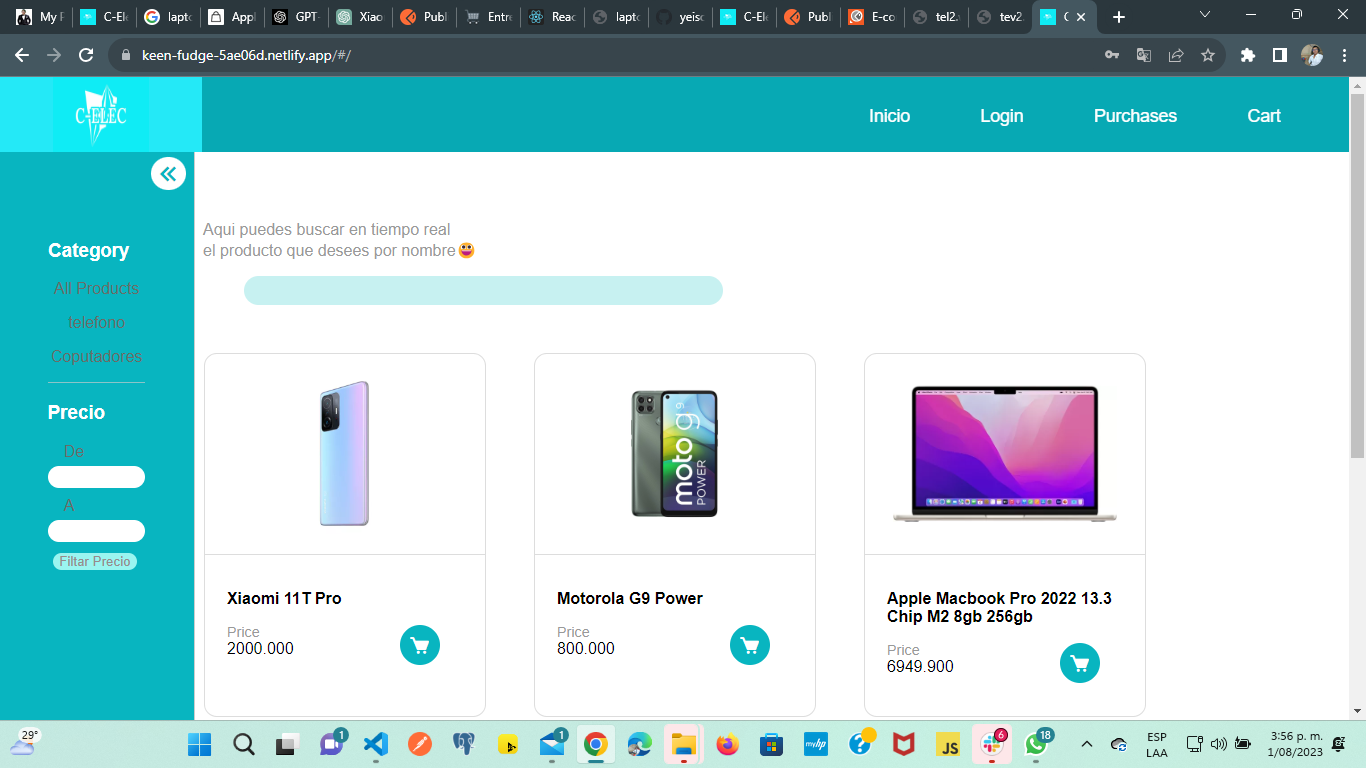 My P
C-Ele
lapto
Appl
GPT-
Xiao
Publ
Entre
Reac
lapto
yeiso
C-Ele
Publ
E-co
tel2.
tev2.
keen-fudge-5ae06d.netlify.app/#/
C-ELEC
Inicio
Login
Purchases
Cart
Category
All Products
telefono
Coputadores
Precio
De
A
Filtar Precio
Aqui puedes buscar en tiempo real
el producto que desees por nombre
moto g9
POWER
Xiaomi 11T Pro
Price
2000.000
Motorola G9 Power
Price
800.000
Apple Macbook Pro 2022 13.3
Chip M2 8gb 256gb
Price
6949.900
29°
1
1
myhp
JS
6
18
ESP
LAA
3:56 p. m.
1/08/2023